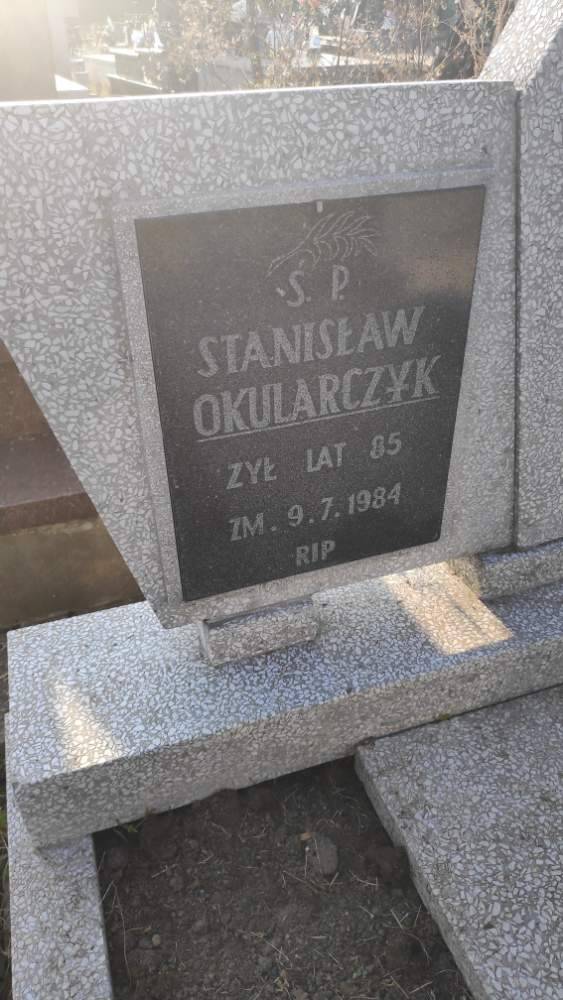 Ś. P.
STANISŁAW
OKULARCZYK
ŻYŁ LAT 85
ZM. 9.7.1984
RIP